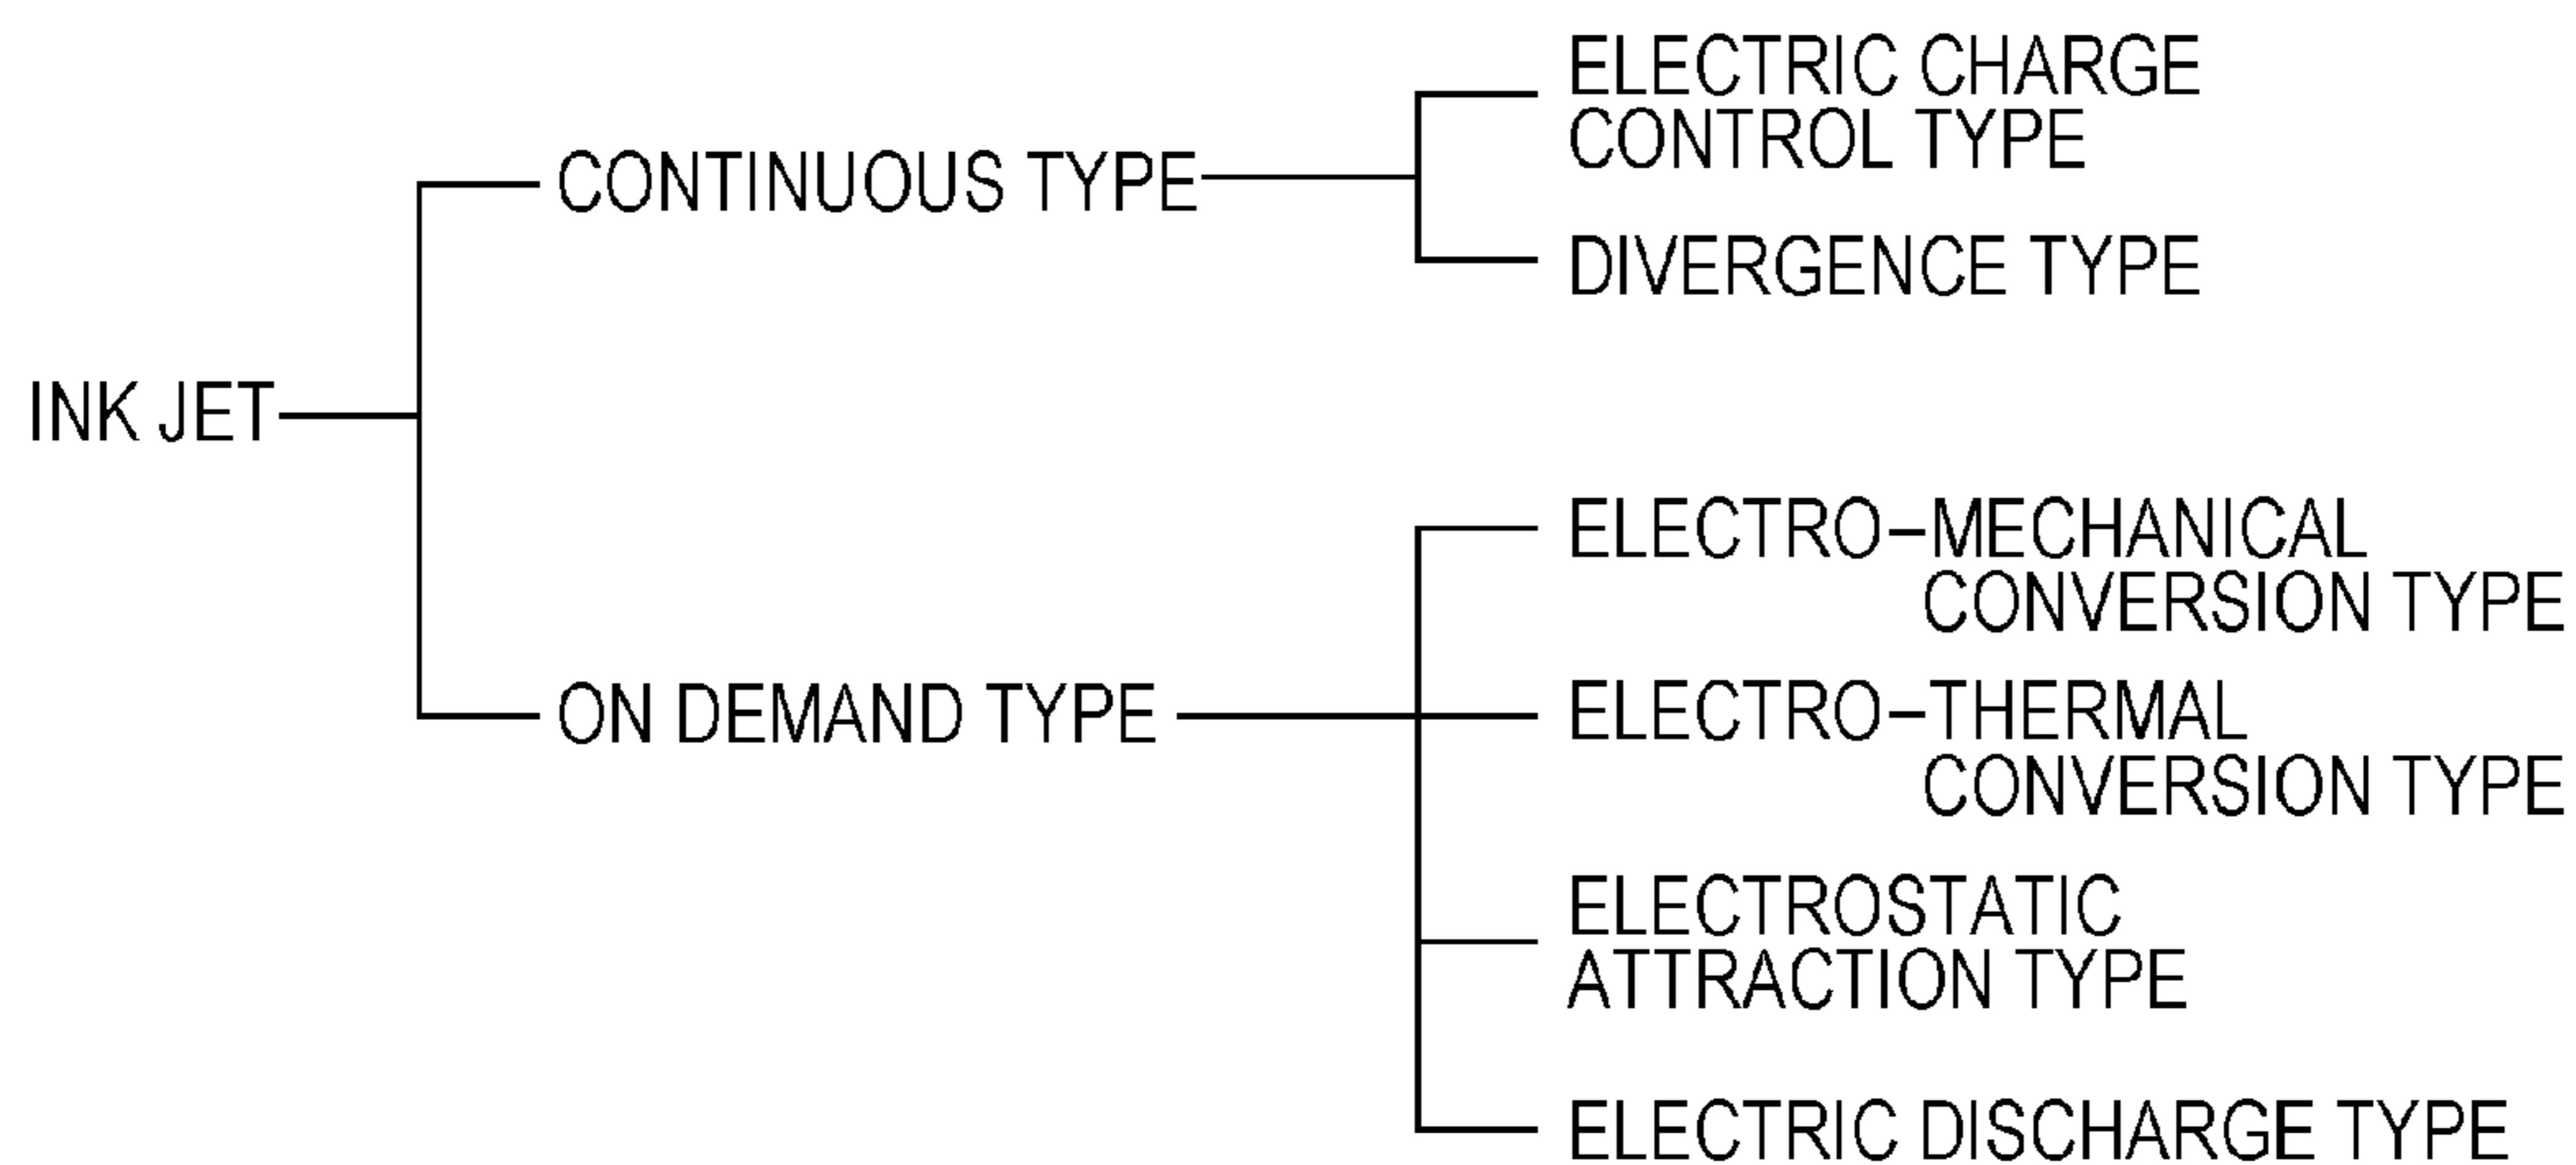 INK JET
CONTINUOUS TYPE
ELECTRIC CHARGE
CONTROL TYPE
DIVERGENCE TYPE
ON DEMAND TYPE
ELECTRO–MECHANICAL
CONVERSION TYPE
ELECTRO–THERMAL
CONVERSION TYPE
ELECTROSTATIC
ATTRACTION TYPE
ELECTRIC DISCHARGE TYPE